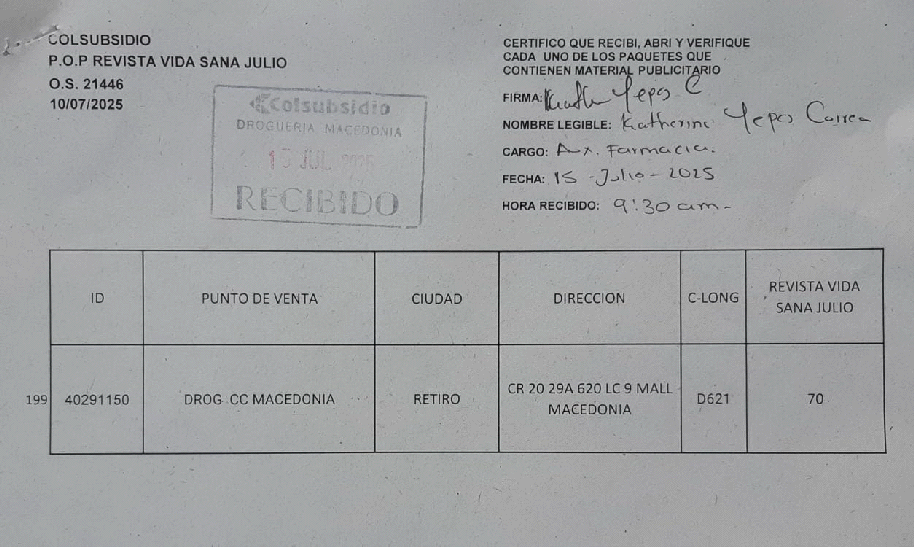 COLSUBSIDIO
P.O.P REVISTA VIDA SANA JULIO
O.S. 21446
10/07/2025
Colsubsidio
DROGUERIA MACEDONIA
15 JUL 2025
RECIBIDO
CERTIFICO QUE RECIBI, ABRI Y VERIFIQUE
CADA UNO DE LOS PAQUETES QUE
CONTIENEN MATERIAL PUBLICITARIO
FIRMA: Kath Yepes C
NOMBRE LEGIBLE: Katherine Yepes Correa
CARGO: Ax. Farmacia.
FECHA: 15 - Julio - 2025
HORA RECIBIDO: 9:30 am-
ID PUNTO DE VENTA CIUDAD DIRECCION C-LONG REVISTA VIDA
SANA JULIO
199 40291150 DROG CC MACEDONIA RETIRO CR 20 29A 620 LC 9 MALL D621 70
MACEDONIA